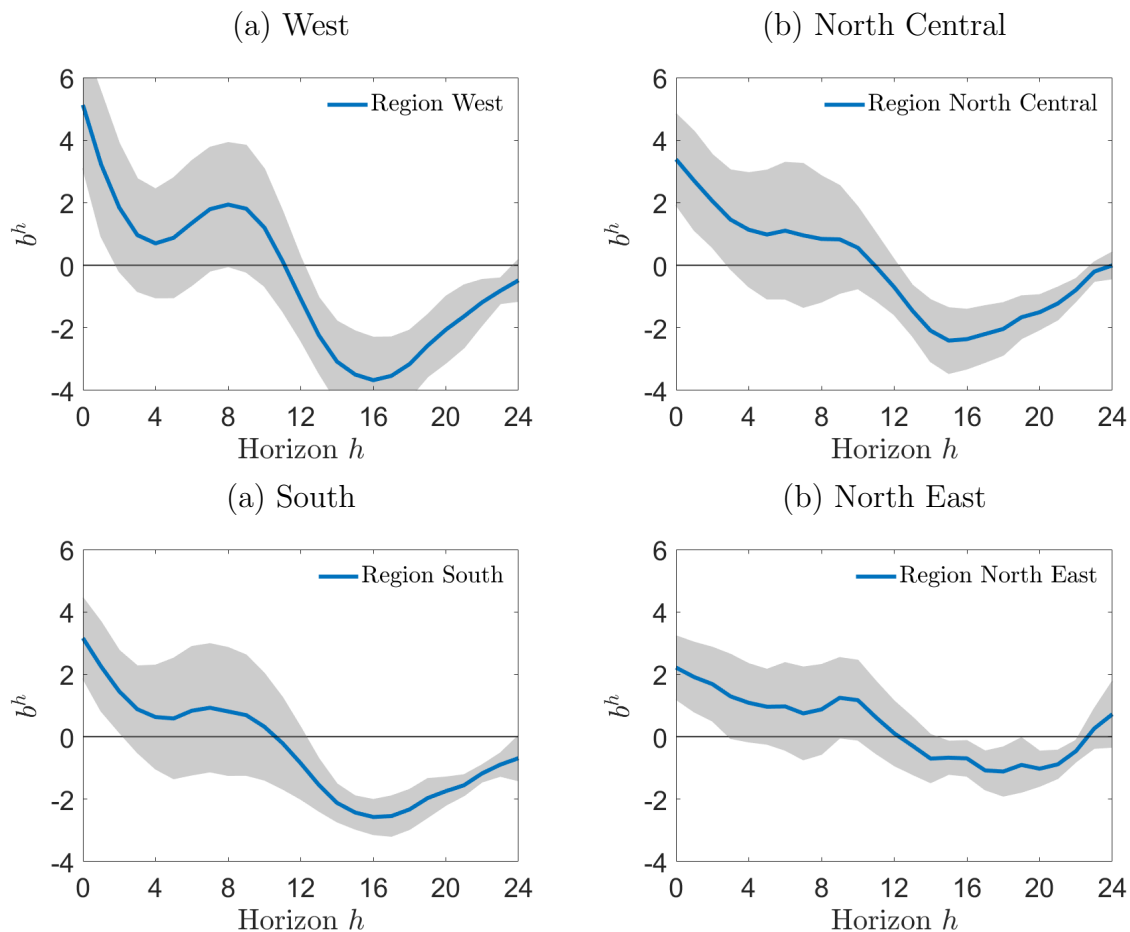 (a) West
Region West
6
4
2
0
-2
-4
b^h
0 4 8 12 16 20 24
Horizon h
(b) North Central
Region North Central
6
4
2
0
-2
-4
b^h
0 4 8 12 16 20 24
Horizon h
(a) South
Region South
6
4
2
0
-2
-4
b^h
0 4 8 12 16 20 24
Horizon h
(b) North East
Region North East
6
4
2
0
-2
-4
b^h
0 4 8 12 16 20 24
Horizon h